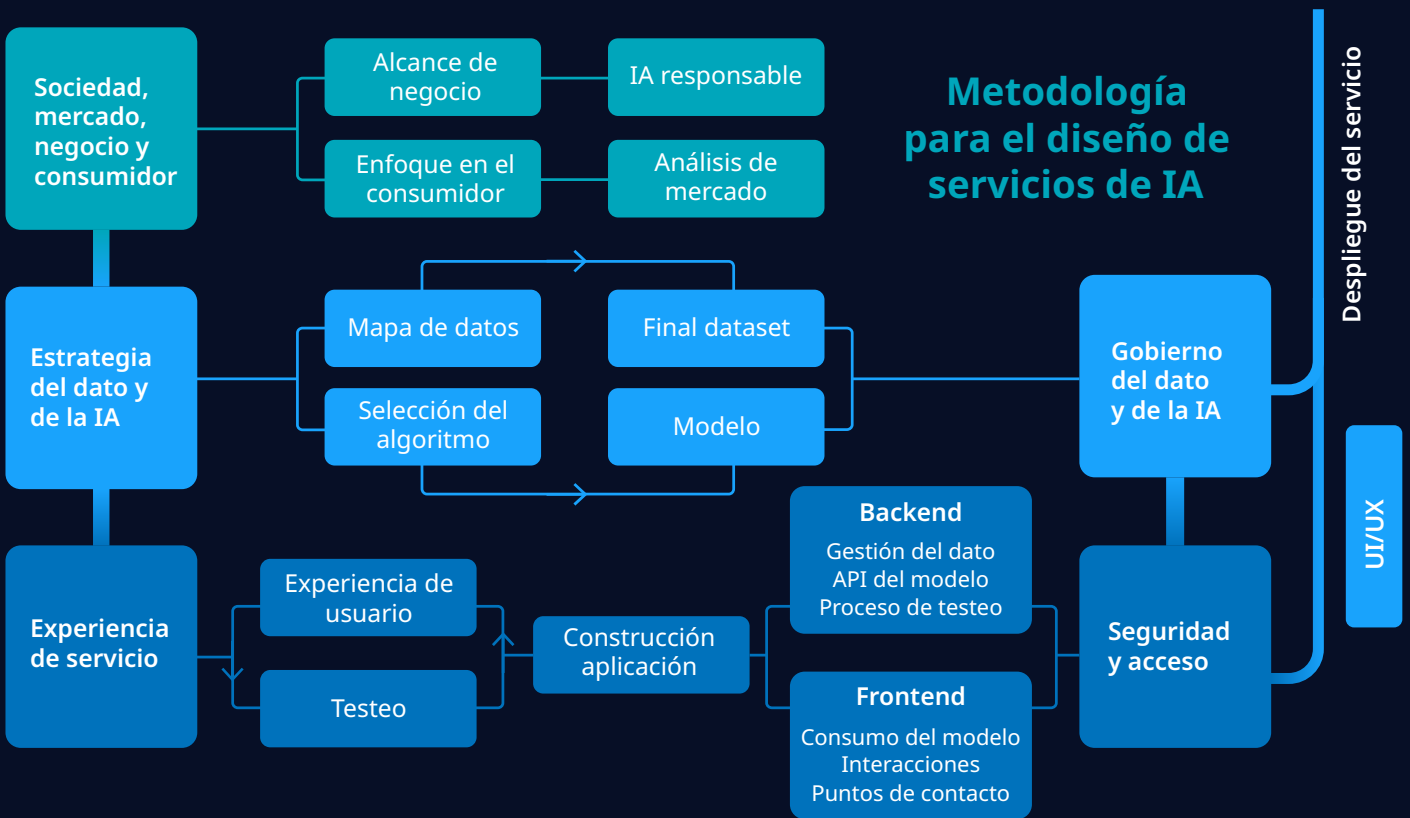 Sociedad,
mercado,
negocio y
consumidor
Alcance de
negocio
IA responsable
Enfoque en el
consumidor
Análisis de
mercado
Metodología
para el diseño de
servicios de IA
Despliegue del servicio
Estrategia
del dato y
de la IA
Mapa de datos
Final dataset
Selección del
algoritmo
Modelo
Gobierno
del dato
y de la IA
UI/UX
Experiencia
de servicio
Experiencia de
usuario
Testeo
Construcción
aplicación
Backend
Gestión del dato
API del modelo
Proceso de testeo
Frontend
Consumo del modelo
Interacciones
Puntos de contacto
Seguridad
y acceso